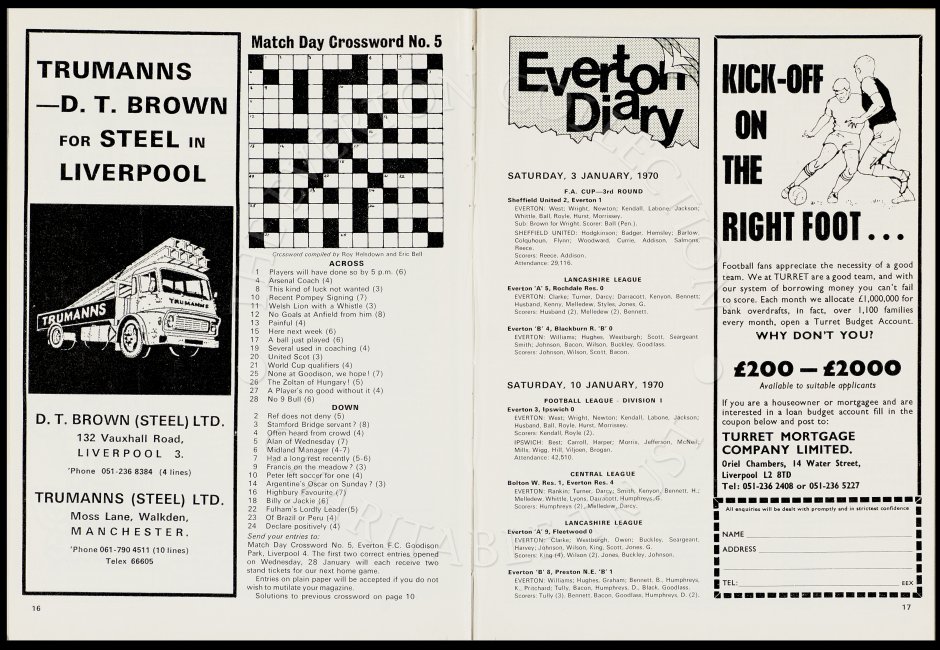 TRUMANNS
—D. T. BROWN
FOR STEEL IN
LIVERPOOL
TRUMANNS
TRUMANNS
D. T. BROWN (STEEL) LTD.
132 Vauxhall Road,
LIVERPOOL 3.
'Phone 051-236 8384 (4 lines)
TRUMANNS (STEEL) LTD.
Moss Lane, Walkden,
MANCHESTER.
'Phone 061-790 4511 (10 lines)
Telex 66605
16
Match Day Crossword No. 5
Crossword compiled by Roy Helsdown and Eric Bell
ACROSS
1 Players will have done so by 5 p.m. (6)
4 Arsenal Coach (4)
8 This kind of luck not wanted (3)
10 Recent Pompey Signing (7)
11 Welsh Lion with a Whistle (3)
12 No Goals at Anfield from him (8)
13 Painful (4)
15 Here next week (6)
17 A ball just played (6)
19 Several used in coaching (4)
20 United Scot (3)
21 World Cup qualifiers (4)
25 None at Goodison, we hope! (7)
26 The Zoltan of Hungary! (5)
27 A Player's no good without it (4)
28 No 9 Bull (6)
DOWN
2 Ref does not deny (5)
3 Stamford Bridge servant? (8)
4 Often heard from crowd (4)
5 Alan of Wednesday (7)
6 Midland Manager (4-7)
7 Had a long rest recently (5-6)
9 Francis on the meadow? (3)
10 Peter left soccer for one (4)
14 Argentine's Oscar on Sunday? (3)
16 Highbury Favourite (7)
18 Billy or Jackie (6)
22 Fulham's Lordly Leader(5)
23 Of Brazil or Peru (4)
24 Declare positively (4)
Send your entries to:
Match Day Crossword No. 5, Everton F.C. Goodison
Park, Liverpool 4. The first two correct entries opened
on Wednesday, 28 January will each receive two
stand tickets for our next home game.
Entries on plain paper will be accepted if you do not
wish to mutilate your magazine.
Solutions to previous crossword on page 10
Everton
Diary
SATURDAY, 3 JANUARY, 1970
F.A. CUP—3rd ROUND
Sheffield United 2, Everton 1
EVERTON: West; Wright, Newton; Kendall, Labone, Jackson;
Whittle, Ball, Royle, Hurst, Morrissey.
Sub: Brown for Wright. Scorer: Ball (Pen.).
SHEFFIELD UNITED: Hodgkinson; Badger, Hemsley; Barlow,
Colquhoun, Flynn; Woodward, Currie, Addison, Salmons,
Reece.
Scorers: Reece, Addison.
Attendance: 29,116.
LANCASHIRE LEAGUE
Everton 'A' 5, Rochdale Res. 0
EVERTON: Clarke; Turner, Darcy; Darracott, Kenyon, Bennett;
Husband, Kenny, Melledew, Styles, Jones, G.
Scorers: Husband (2), Melledew (2), Bennett.
Everton 'B' 4, Blackburn R. 'B' 0
EVERTON: Williams; Hughes, Westburgh; Scott, Seargeant
Smith; Johnson, Bacon, Wilson, Buckley, Goodlass.
Scorers: Johnson, Wilson, Scott, Bacon.
SATURDAY, 10 JANUARY, 1970
FOOTBALL LEAGUE - DIVISION I
Everton 3, Ipswich 0
EVERTON: West; Wright, Newton; Kendall, Labone, Jackson;
Husband, Ball, Royle, Hurst, Morrissey.
Scorers: Kendall, Royle (2).
IPSWICH: Best; Carroll, Harper; Morris, Jefferson, McNeil;
Mills, Wigg, Hill, Viljoen, Brogan.
Attendance: 42,510.
CENTRAL LEAGUE
Bolton W. Res. 1, Everton Res. 4
EVERTON: Rankin; Turner, Darcy; Smith, Kenyon, Bennett, H.;
Melledew, Whittle, Lyons, Darracott, Humphreys, G.
Scorers: Humphreys (2), Melledew, Darcy.
LANCASHIRE LEAGUE
Everton 'A' 9, Fleetwood 0
EVERTON: Clarke; Westburgh, Owen; Buckley, Seargeant,
Harvey; Johnson, Wilson, King, Scott, Jones, G.
Scorers: King (4), Wilson (2), Jones, Buckley, Johnson.
Everton 'B' 8, Preston N.E. 'B' 1
EVERTON: Williams; Hughes, Graham; Bennett, B., Humphreys,
K., Pritchard; Tully, Bacon, Humphreys, D., Black, Goodlass.
Scorers: Tully (3), Bennett, Bacon, Goodlass, Humphreys, D. (2).
KICK-OFF
ON
THE
RIGHT FOOT...
Football fans appreciate the necessity of a good
team. We at TURRET are a good team, and with
our system of borrowing money you can't fail
to score. Each month we allocate £1,000,000 for
bank overdrafts, in fact, over 1,100 families
every month, open a Turret Budget Account.
WHY DON'T YOU?
£200 — £2000
Available to suitable applicants
If you are a houseowner or mortgagee and are
interested in a loan budget account fill in the
coupon below and post to:
TURRET MORTGAGE
COMPANY LIMITED.
Oriel Chambers, 14 Water Street,
Liverpool L2 8TD
Tel: 051-236 2408 or 051-236 5227
All enquiries will be dealt with promptly and in strictest confidence
NAME
ADDRESS
TEL: EEX
17